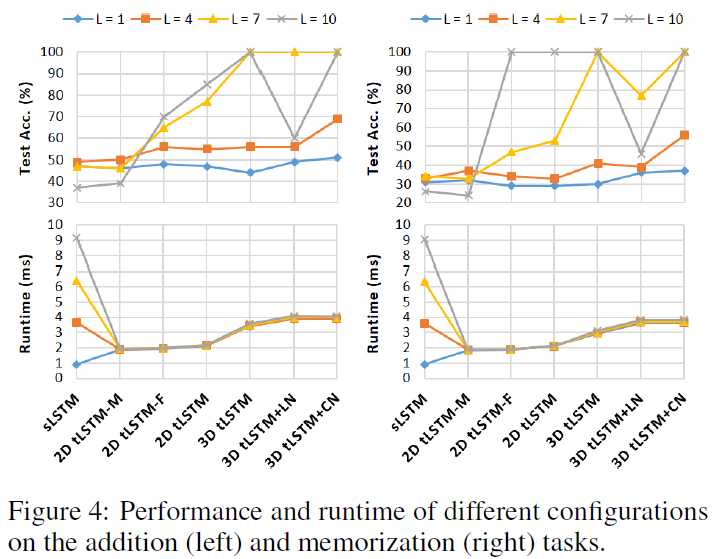 L = 1 L = 4 L = 7 L = 10
L = 1 L = 4 L = 7 L = 10
Test Acc. (%)
100
90
80
70
60
50
40
30
Test Acc. (%)
100
90
80
70
60
50
40
30
20
Runtime (ms)
10
9
8
7
6
5
4
3
2
1
0
Runtime (ms)
10
9
8
7
6
5
4
3
2
1
0
sLSTM
2D tLSTM–M
2D tLSTM–F
2D tLSTM
3D tLSTM
3D tLSTM+LN
3D tLSTM+CN
sLSTM
2D tLSTM–M
2D tLSTM–F
2D tLSTM
3D tLSTM
3D tLSTM+LN
3D tLSTM+CN
Figure 4: Performance and runtime of different configurations
on the addition (left) and memorization (right) tasks.